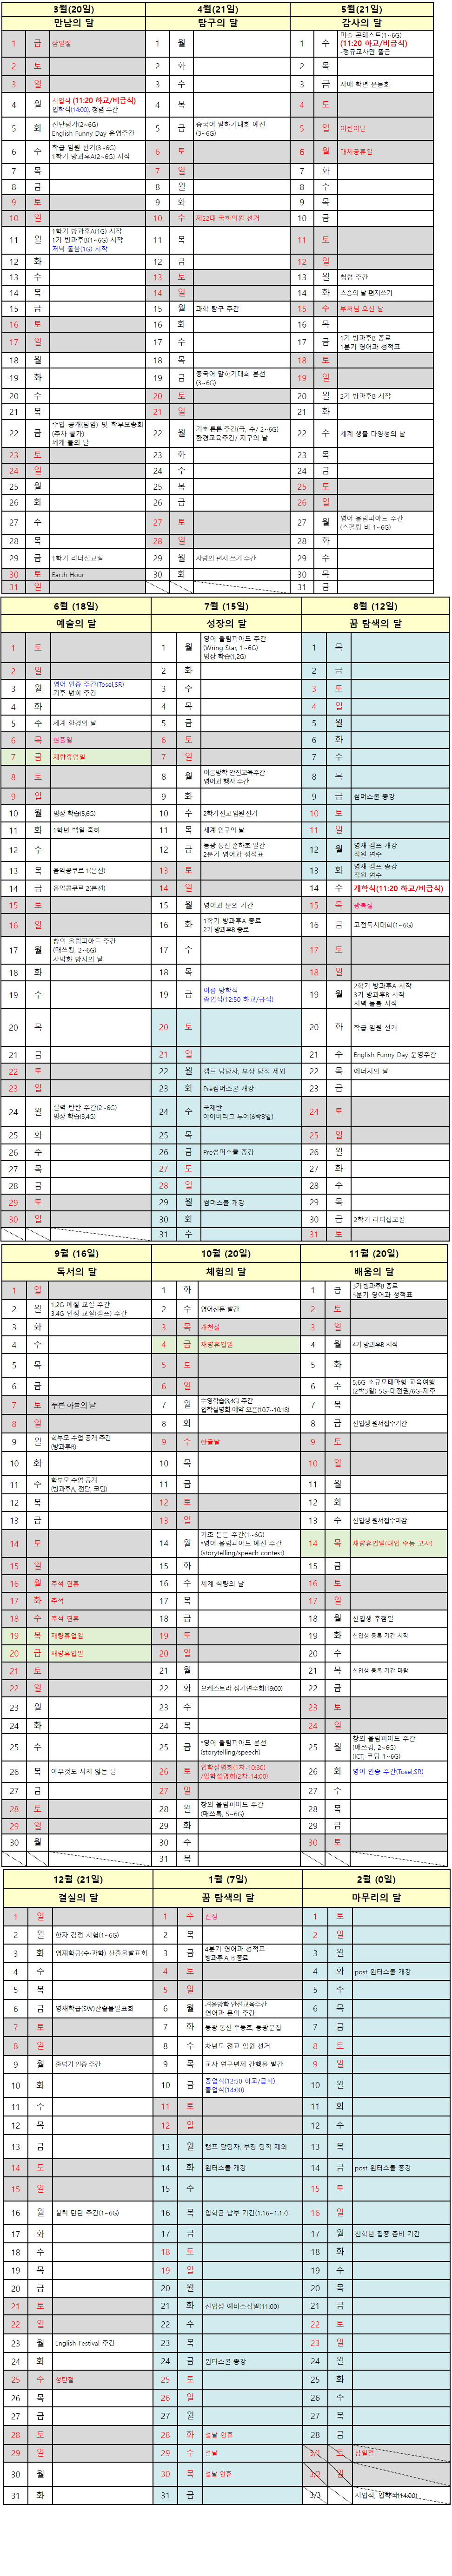 3월(20일)
만남의 달
1 금 삼일절
2 토
3 일
4 월 시업식 (11:20 하교/비급식)
입학식(14:00), 청렴 주간
5 화 진단평가(2~6G)
English Funny Day 운영주간
6 수 학급 임원 선거(3~6G)
1학기 방과후A(2~6G) 시작
7 목
8 금
9 토
10 일
11 월 1학기 방과후A(1G) 시작
1기 방과후B(1~6G) 시작
저녁 돌봄(1G) 시작
12 화
13 수
14 목
15 금
16 토
17 일
18 월
19 화
20 수
21 목
22 금 수업 공개(담임) 및 학부모총회
(주차 불가)
세계 물의 날
23 토
24 일
25 월
26 화
27 수
28 목
29 금 1학기 리더십교실
30 토 Earth Hour
31 일
4월(21일)
탐구의 달
1 월
2 화
3 수
4 목
5 금 중국어 말하기대회 예선
(3~6G)
6 토
7 일
8 월
9 화
10 수 제22대 국회의원 선거
11 목
12 금
13 토
14 일
15 월 과학 탐구 주간
16 화
17 수
18 목
19 금 중국어 말하기대회 본선
(3~6G)
20 토
21 일
22 월 기초 튼튼 주간(국, 수/ 2~6G)
환경교육주간/ 지구의 날
23 화
24 수
25 목
26 금
27 토
28 일
29 월 사랑의 편지 쓰기 주간
30 화
5월(21일)
감사의 달
1 수 미술 콘테스트(1~6G)
(11:20 하교/비급식)
-정규교사만 출근
2 목
3 금 자매 학년 운동회
4 토
5 일 어린이날
6 월 대체공휴일
7 화
8 수
9 목
10 금
11 토
12 일
13 월 청렴 주간
14 화 스승의 날 편지쓰기
15 수 부처님 오신 날
16 목
17 금 1기 방과후B 종료
1분기 영어과 성적표
18 토
19 일
20 월 2기 방과후B 시작
21 화
22 수 세계 생물 다양성의 날
23 목
24 금
25 토
26 일
27 월 영어 올림피아드 주간
(스펠링 비 1~6G)
28 화
29 수
30 목
31 금
6월 (18일)
예술의 달
1 토
2 일
3 월 영어 인증 주간(Tosel,SR)
기후 변화 주간
4 화
5 수 세계 환경의 날
6 목 현충일
7 금 재량휴업일
8 토
9 일
10 월 빙상 학습(5,6G)
11 화 1학년 백일 축하
12 수
13 목 음악콩쿠르 1(본선)
14 금 음악콩쿠르 2(본선)
15 토
16 일
17 월 창의 올림피아드 주간
(매쓰킹, 2~6G)
사막화 방지의 날
18 화
19 수
20 목
21 금
22 토
23 일
24 월 실력 탄탄 주간(2~6G)
빙상 학습(3,4G)
25 화
26 수
27 목
28 금
29 토
30 일
7월 (15일)
성장의 달
1 월 영어 올림피아드 주간
(Wring Star, 1~6G)
빙상 학습(1,2G)
2 화
3 수
4 목
5 금
6 토
7 일
8 월 여름방학 안전교육주간
영어과 행사 주간
9 화
10 수 2학기 전교 임원 선거
11 목 세계 인구의 날
12 금 동광 통신 준하호 발간
2분기 영어과 성적표
13 토
14 일
15 월 영어과 문의 기간
16 화 1학기 방과후A 종료
2기 방과후B 종료
17 수
18 목
19 금 여름 방학식
종업식(12:50 하교/급식)
20 토
21 일
22 월 캠프 담당자, 부장 당직 제외
23 화 Pre썸머스쿨 개강
24 수 국제반
아이비리그 투어(6박8일)
25 목
26 금 Pre썸머스쿨 종강
27 토
28 일
29 월 썸머스쿨 개강
30 화
31 수
8월 (12일)
꿈 탐색의 달
1 목
2 금
3 토
4 일
5 월
6 화
7 수
8 목
9 금 썸머스쿨 종강
10 토
11 일
12 월 영재 캠프 개강
직원 연수
13 화 영재 캠프 종강
직원 연수
14 수 개학식(11:20 하교/비급식)
15 목 광복절
16 금 고전독서대회(1~6G)
17 토
18 일
19 월 2학기 방과후A 시작
3기 방과후B 시작
저녁 돌봄 시작
20 화 학급 임원 선거
21 수 English Funny Day 운영주간
22 목 에너지의 날
23 금
24 토
25 일
26 월
27 화
28 수
29 목
30 금 2학기 리더십교실
31 토
9월 (16일)
독서의 달
1 일
2 월 1,2G 예절 교실 주간
3,4G 인성 교실(캠프) 주간
3 화
4 수
5 목
6 금
7 토 푸른 하늘의 날
8 일
9 월 학부모 수업 공개 주간
(방과후B)
10 화
11 수 학부모 수업 공개
(방과후A, 전담, 코딩)
12 목
13 금
14 토
15 일
16 월 추석 연휴
17 화 추석
18 수 추석 연휴
19 목 재량휴업일
20 금 재량휴업일
21 토
22 일
23 월
24 화
25 수
26 목 아무것도 사지 않는 날
27 금
28 토
29 일
30 월
10월 (20일)
체험의 달
1 화
2 수 영어신문 발간
3 목 개천절
4 금 재량휴업일
5 토
6 일
7 월 수영학습(3,4G) 주간
입학설명회 예약 오픈(10.7~10.18)
8 화
9 수 한글날
10 목
11 금
12 토
13 일
14 월 기초 튼튼 주간(1~6G)
*영어 올림피아드 예선 주간
(storytelling/speech contest)
15 화
16 수 세계 식량의 날
17 목
18 금
19 토
20 일
21 월
22 화 오케스트라 정기연주회(19:00)
23 수
24 목
25 금 *영어 올림피아드 본선
(storytelling/speech)
26 토 입학설명회(1차-10:30)
/입학설명회(2차-14:00)
27 일
28 월 창의 올림피아드 주간
(매쓰톡, 5~6G)
29 화
30 수
31 목
11월 (20일)
배움의 달
1 금 3기 방과후B 종료
3분기 영어과 성적표
2 토
3 일
4 월 4기 방과후B 시작
5 화
6 수 5,6G 소규모테마형 교육여행
(2박3일) 5G-대전권/6G-제주
7 목
8 금 신입생 원서접수기간
9 토
10 일
11 월
12 화
13 수 신입생 원서접수마감
14 목 재량휴업일(대입 수능 고사)
15 금
16 토
17 일
18 월 신입생 추첨일
19 화 신입생 등록 기간 시작
20 수
21 목 신입생 등록 기간 마감
22 금
23 토
24 일
25 월 창의 올림피아드 주간
(매쓰킹, 2~6G)
(ICT, 코딩 1~6G)
26 화 영어 인증 주간(Tosel,SR)
27 수
28 목
29 금
30 토
12월 (21일)
결실의 달
1 일
2 월 한자 검정 시험(1~6G)
3 화 영재학급(수·과학) 산출물발표회
4 수
5 목
6 금 영재학급(SW)산출물발표회
7 토
8 일
9 월 줄넘기 인증 주간
10 화
11 수
12 목
13 금
14 토
15 일
16 월 실력 탄탄 주간(1~6G)
17 화
18 수
19 목
20 금
21 토
22 일
23 월 English Festival 주간
24 화
25 수 성탄절
26 목
27 금
28 토
29 일
30 월
31 화
1월 (7일)
꿈 탐색의 달
1 수 신정
2 목
3 금 4분기 영어과 성적표
방과후 A, B 종료
4 토
5 일
6 월 겨울방학 안전교육주간
영어과 문의 주간
7 화 동광 통신 추동호, 동광문집
8 수 차년도 전교 임원 선거
9 목 교사 연구년제 간행물 발간
10 금 종업식(12:50 하교/급식)
졸업식(14:00)
11 토
12 일
13 월 캠프 담당자, 부장 당직 제외
14 화 윈터스쿨 개강
15 수
16 목 입학금 납부 기간(1.16~1.17)
17 금
18 토
19 일
20 월
21 화 신입생 예비소집일(11:00)
22 수
23 목
24 금 윈터스쿨 종강
25 토
26 일
27 월
28 화 설날 연휴
29 수 설날
30 목 설날 연휴
31 금
2월 (0일)
마무리의 달
1 토
2 일
3 월
4 화 post 윈터스쿨 개강
5 수
6 목
7 금
8 토
9 일
10 월
11 화
12 수
13 목
14 금 post 윈터스쿨 종강
15 토
16 일
17 월 신학년 집중 준비 기간
18 화
19 수
20 목
21 금
22 토
23 일
24 월
25 화
26 수
27 목
28 금
3/1 토 삼일절
3/2 일
3/3 시업식, 입학식(14:00)